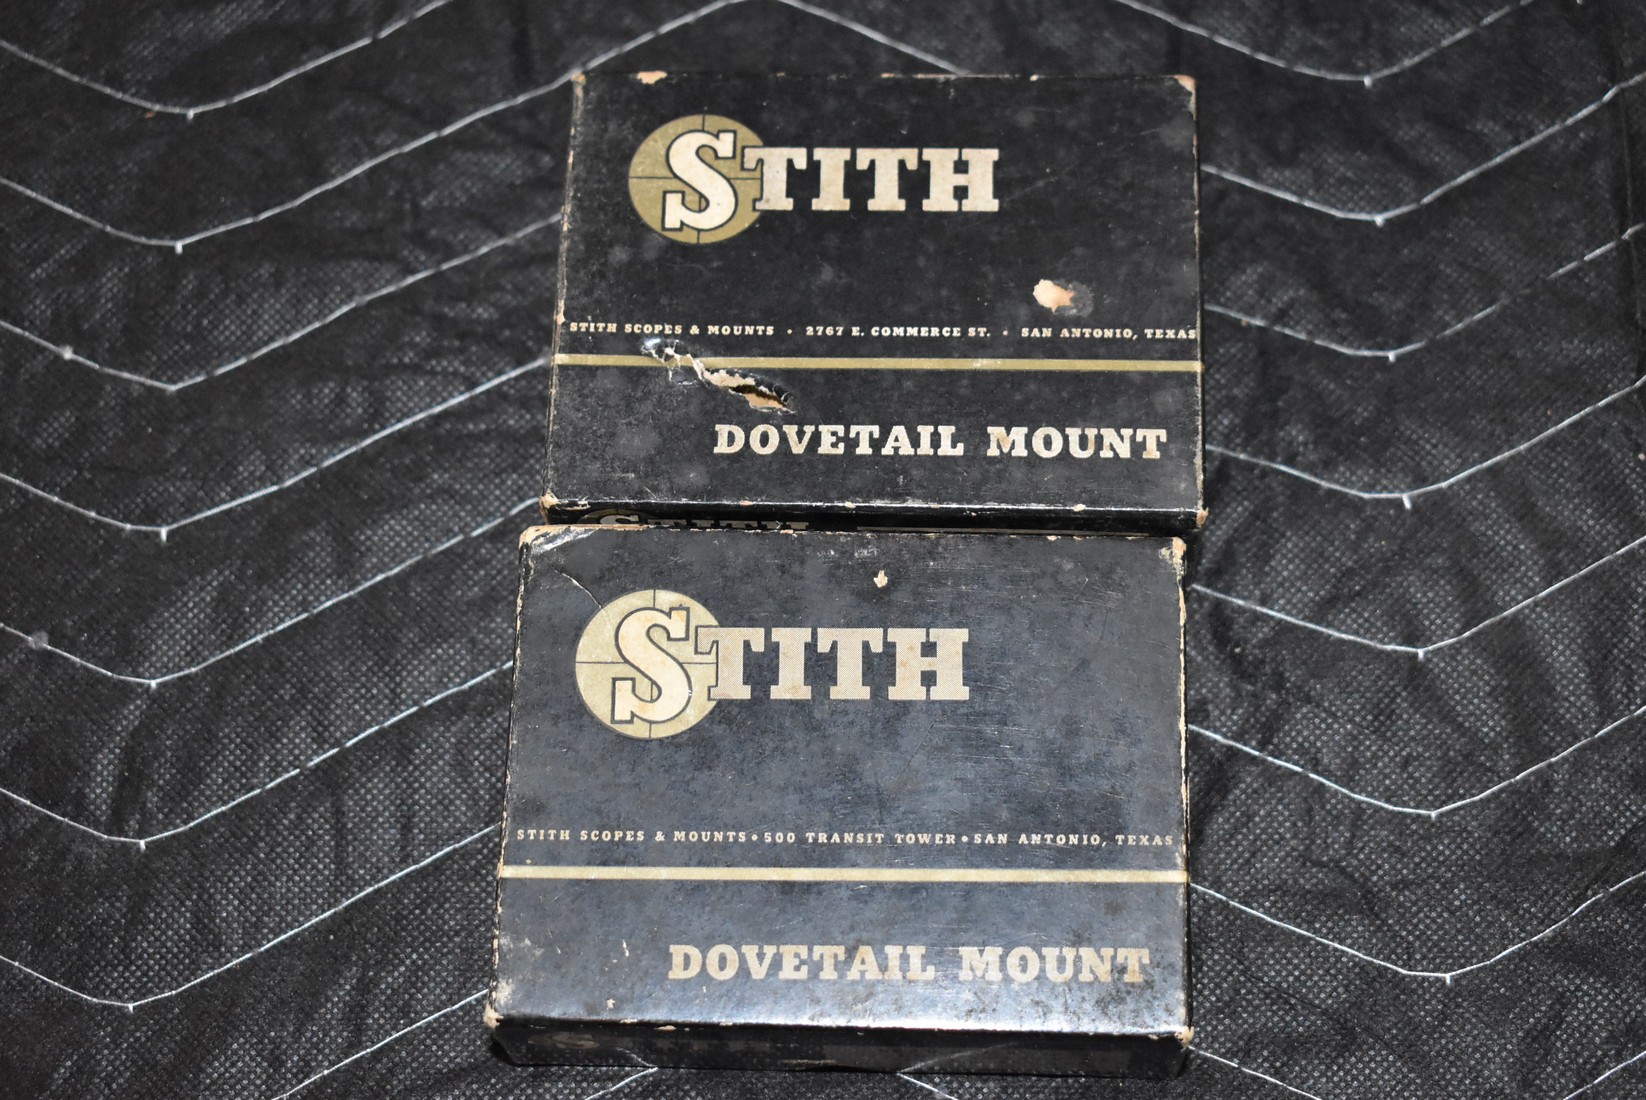 STITH
STITH SCOPES & MOUNTS • 2767 E. COMMERCE ST. • SAN ANTONIO, TEXAS
DOVETAIL MOUNT
STITH
STITH
STITH SCOPES & MOUNTS • 500 TRANSIT TOWER • SAN ANTONIO, TEXAS
DOVETAIL MOUNT